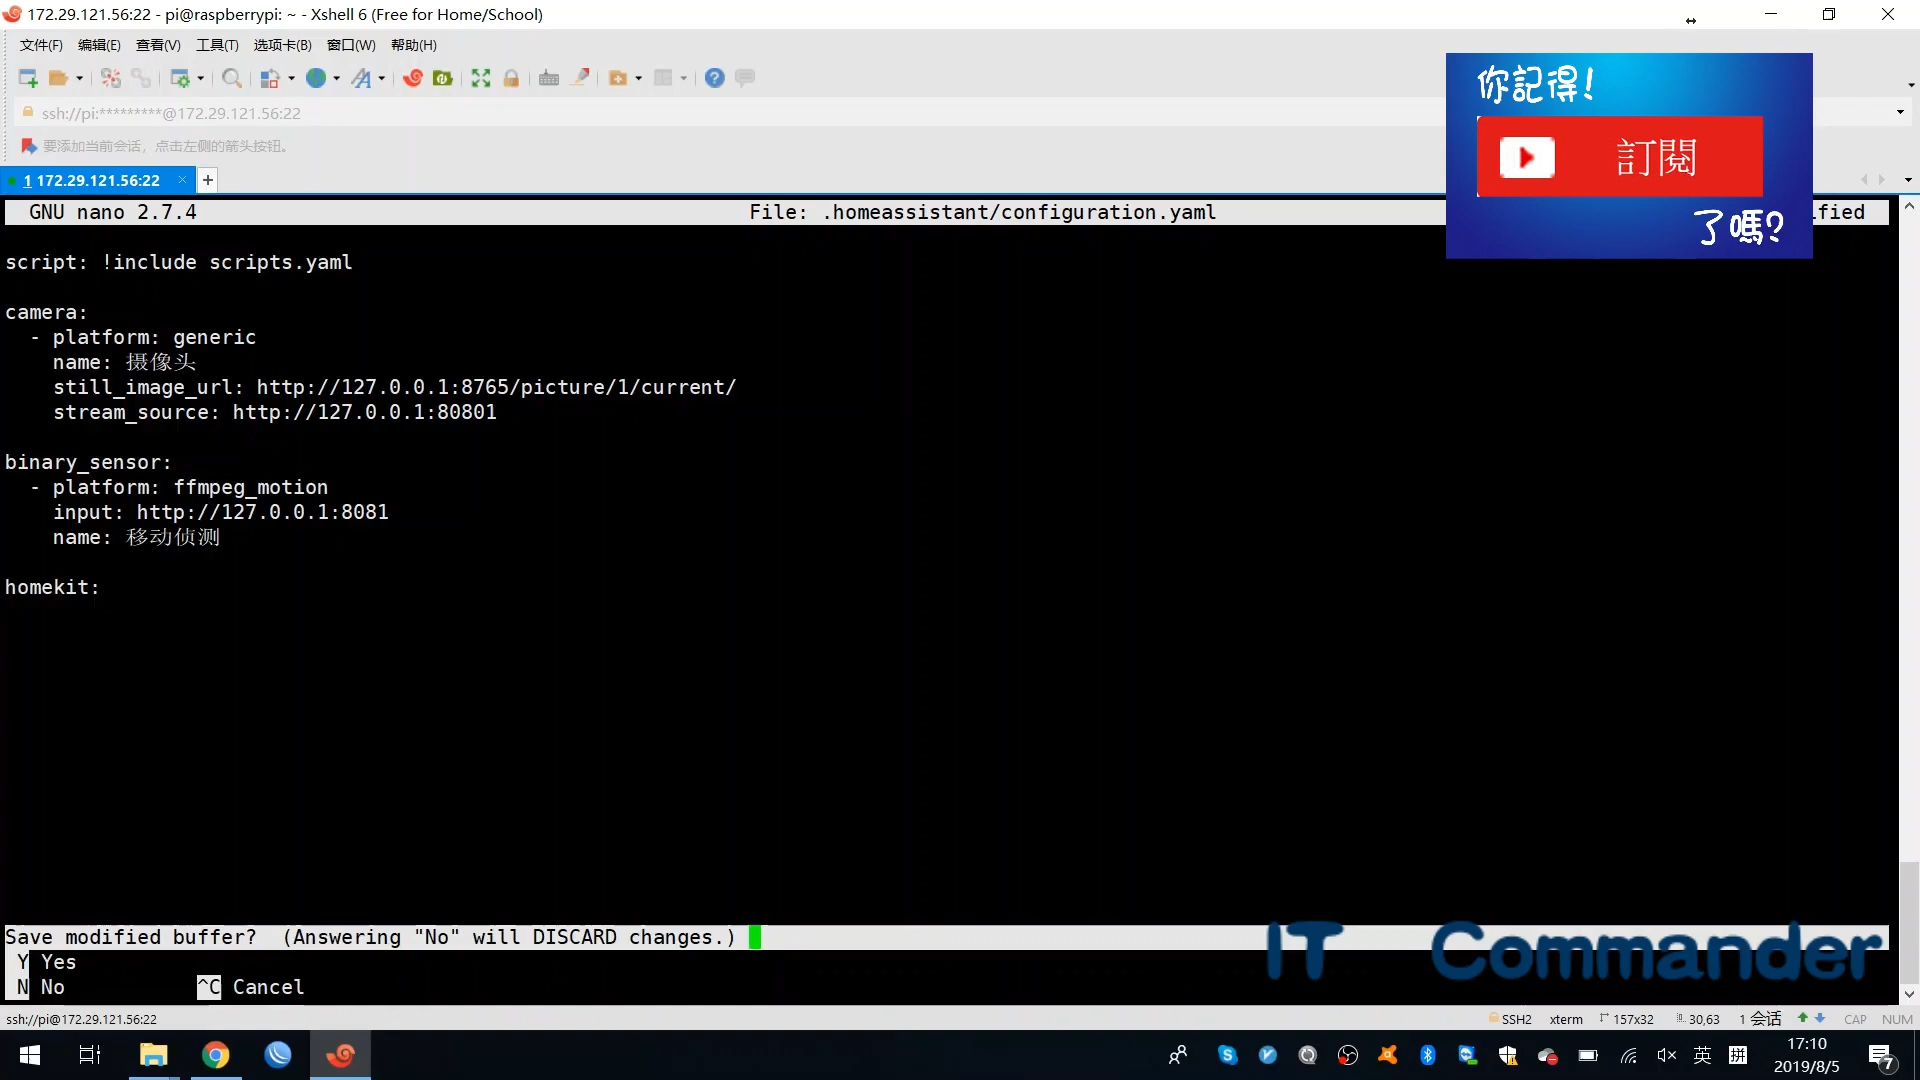 172.29.121.56:22 - pi@raspberrypi: ~ - Xshell 6 (Free for Home/School)
文件(F) 编辑(E) 查看(V) 工具(T) 选项卡(B) 窗口(W) 帮助(H)
ssh://pi:*********@172.29.121.56:22
要添加当前会话，点击左侧的箭头按钮。
1 172.29.121.56:22
你記得!
訂閱
了嗎?
GNU nano 2.7.4 File: .homeassistant/configuration.yaml ified
script: !include scripts.yaml
camera:
- platform: generic
name: 摄像头
still_image_url: http://127.0.0.1:8765/picture/1/current/
stream_source: http://127.0.0.1:80801
binary_sensor:
- platform: ffmpeg_motion
input: http://127.0.0.1:8081
name: 移动侦测
homekit:
Save modified buffer? (Answering "No" will DISCARD changes.)
Y Yes
N No ^C Cancel
IT Commander
ssh://pi@172.29.121.56:22 SSH2 xterm 157x32 30,63 1 会话 CAP NUM
英 拼 17:10
2019/8/5
7